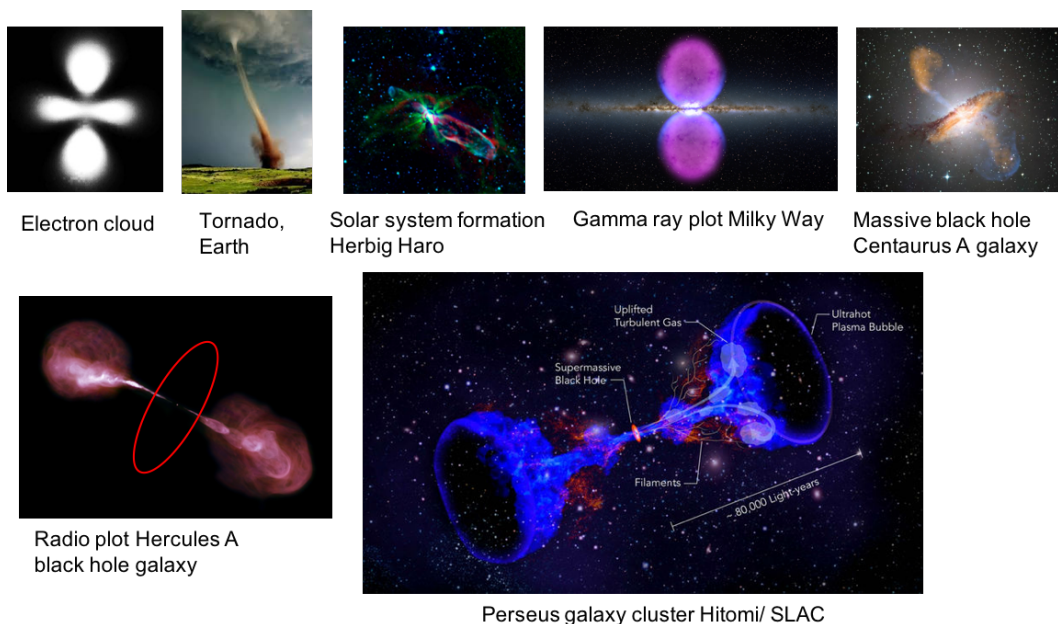 Electron cloud
Tornado,
Earth
Solar system formation
Herbig Haro
Gamma ray plot Milky Way
Massive black hole
Centaurus A galaxy
Radio plot Hercules A
black hole galaxy
Uplifted
Turbulent Gas
Ultrahot
Plasma Bubble
Supermassive
Black Hole
Filaments
~80,000 Light-years
Perseus galaxy cluster Hitomi/ SLAC